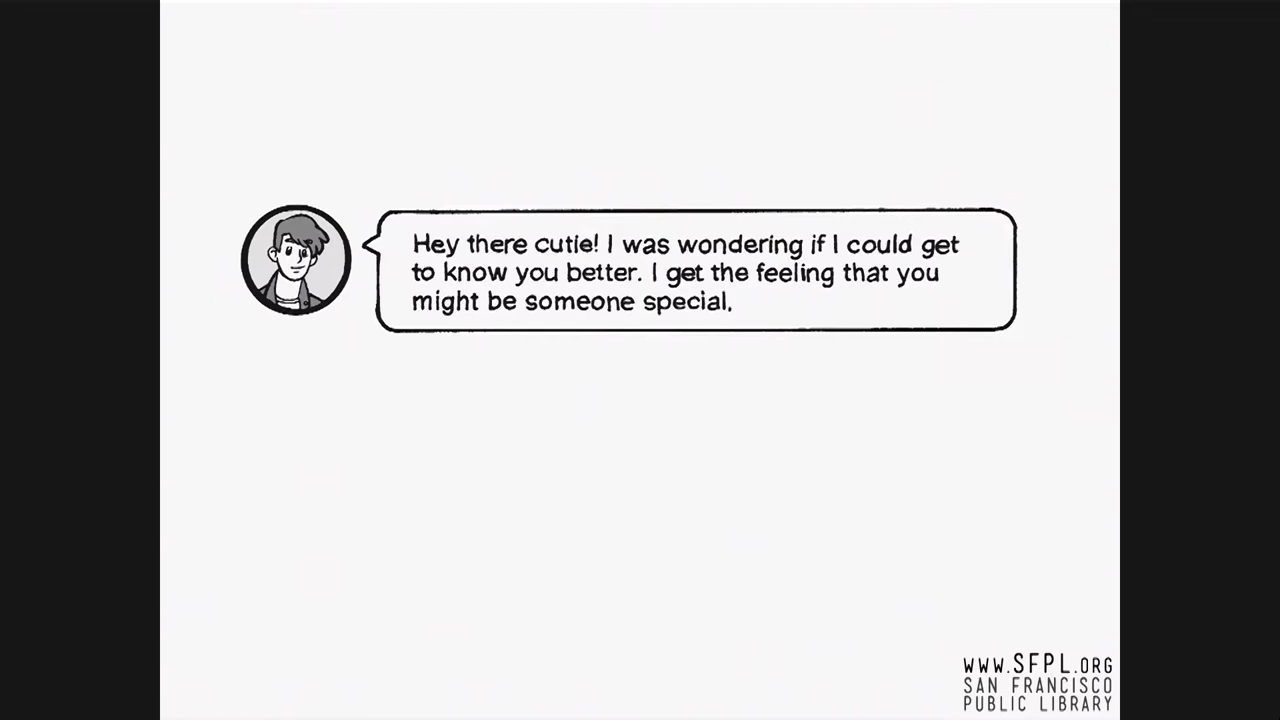 Hey there cutie! I was wondering if I could get
to know you better. I get the feeling that you
might be someone special.
WWW.SFPL.ORG
SAN FRANCISCO
PUBLIC LIBRARY